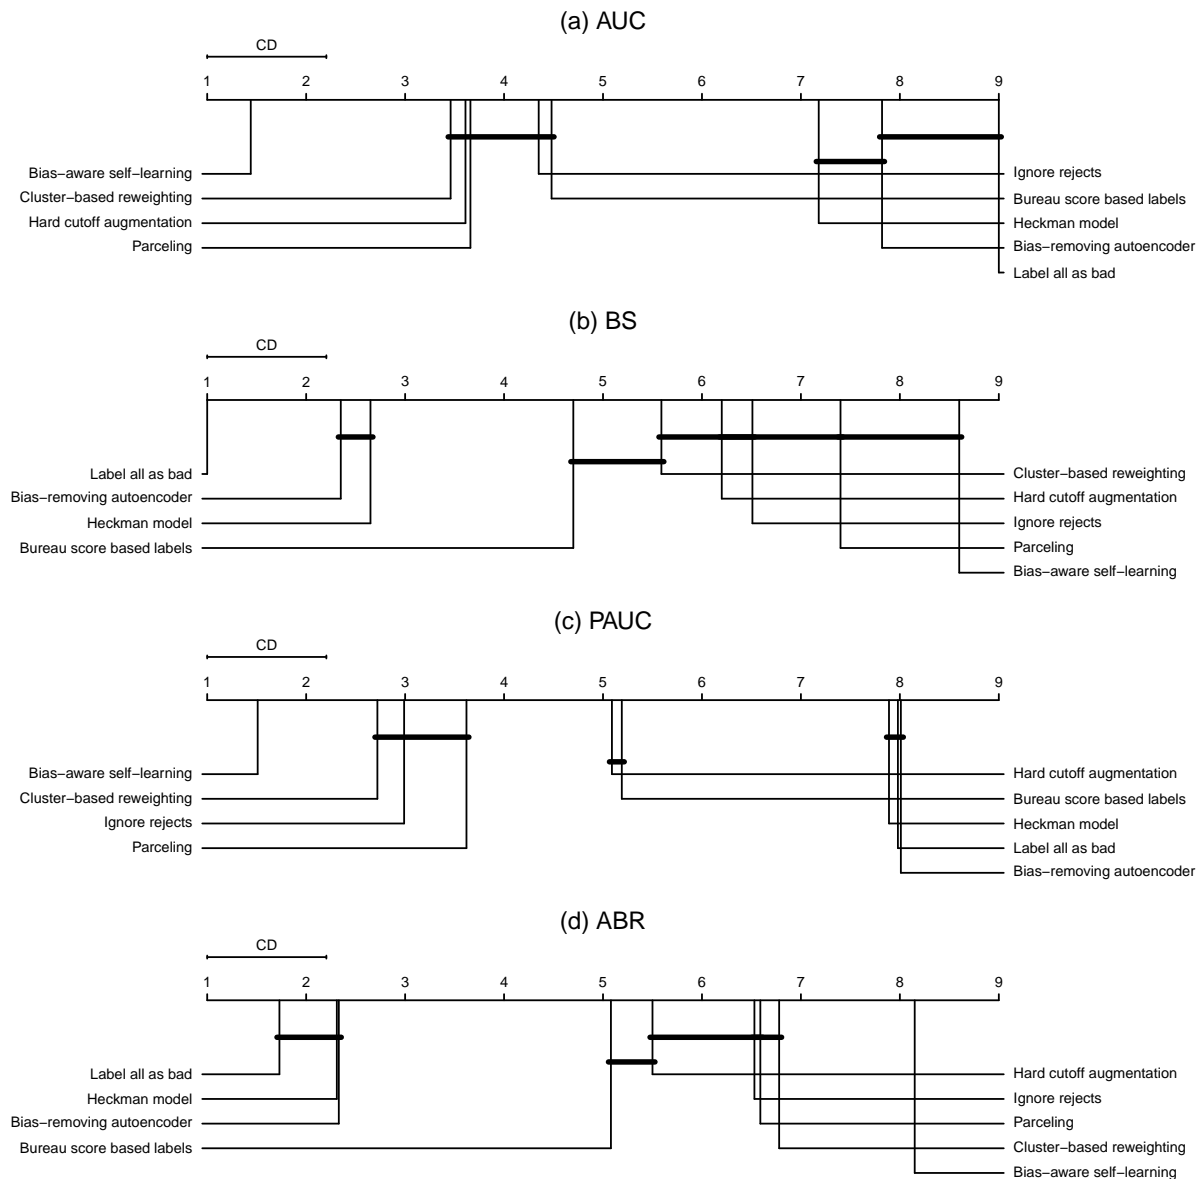 (a) AUC
CD
1 2 3 4 5 6 7 8 9
Bias−aware self−learning
Cluster−based reweighting
Hard cutoff augmentation
Parceling
Ignore rejects
Bureau score based labels
Heckman model
Bias−removing autoencoder
Label all as bad
(b) BS
CD
1 2 3 4 5 6 7 8 9
Label all as bad
Bias−removing autoencoder
Heckman model
Bureau score based labels
Cluster−based reweighting
Hard cutoff augmentation
Ignore rejects
Parceling
Bias−aware self−learning
(c) PAUC
CD
1 2 3 4 5 6 7 8 9
Bias−aware self−learning
Cluster−based reweighting
Ignore rejects
Parceling
Hard cutoff augmentation
Bureau score based labels
Heckman model
Label all as bad
Bias−removing autoencoder
(d) ABR
CD
1 2 3 4 5 6 7 8 9
Label all as bad
Heckman model
Bias−removing autoencoder
Bureau score based labels
Hard cutoff augmentation
Ignore rejects
Parceling
Cluster−based reweighting
Bias−aware self−learning